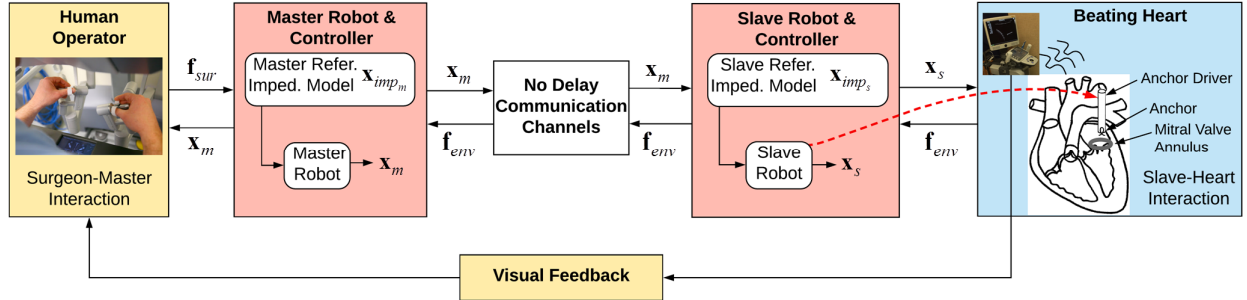 Human
Operator
Surgeon-Master
Interaction
f_sur
x_m
Master Robot
& Controller
Master Refer.
Imped. Model x_imp_m
Master
Robot
x_m
x_m
f_env
No Delay
Communication
Channels
x_m
f_env
Slave Robot &
Controller
Slave Refer.
Imped. Model x_imp_s
Slave
Robot
x_s
x_s
f_env
Beating Heart
Anchor Driver
Anchor
Mitral Valve
Annulus
Slave-Heart
Interaction
Visual Feedback